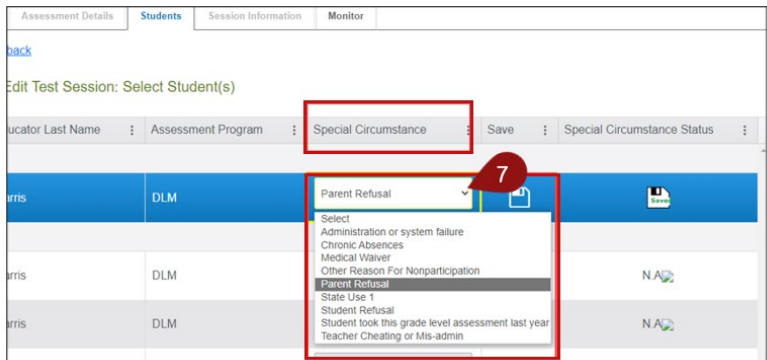 Assessment Details Students Session Information Monitor
back
Edit Test Session: Select Student(s)
ucator Last Name Assessment Program Special Circumstance Save Special Circumstance Status
7
arris DLM Parent Refusal Saved
Select
Administration or system failure
Chronic Absences
Medical Waiver
Other Reason For Nonparticipation
arris DLM N.A
Parent Refusal
State Use 1
Student Refusal
arris DLM Student took this grade level assessment last year N.A
Teacher Cheating or Mis-admin